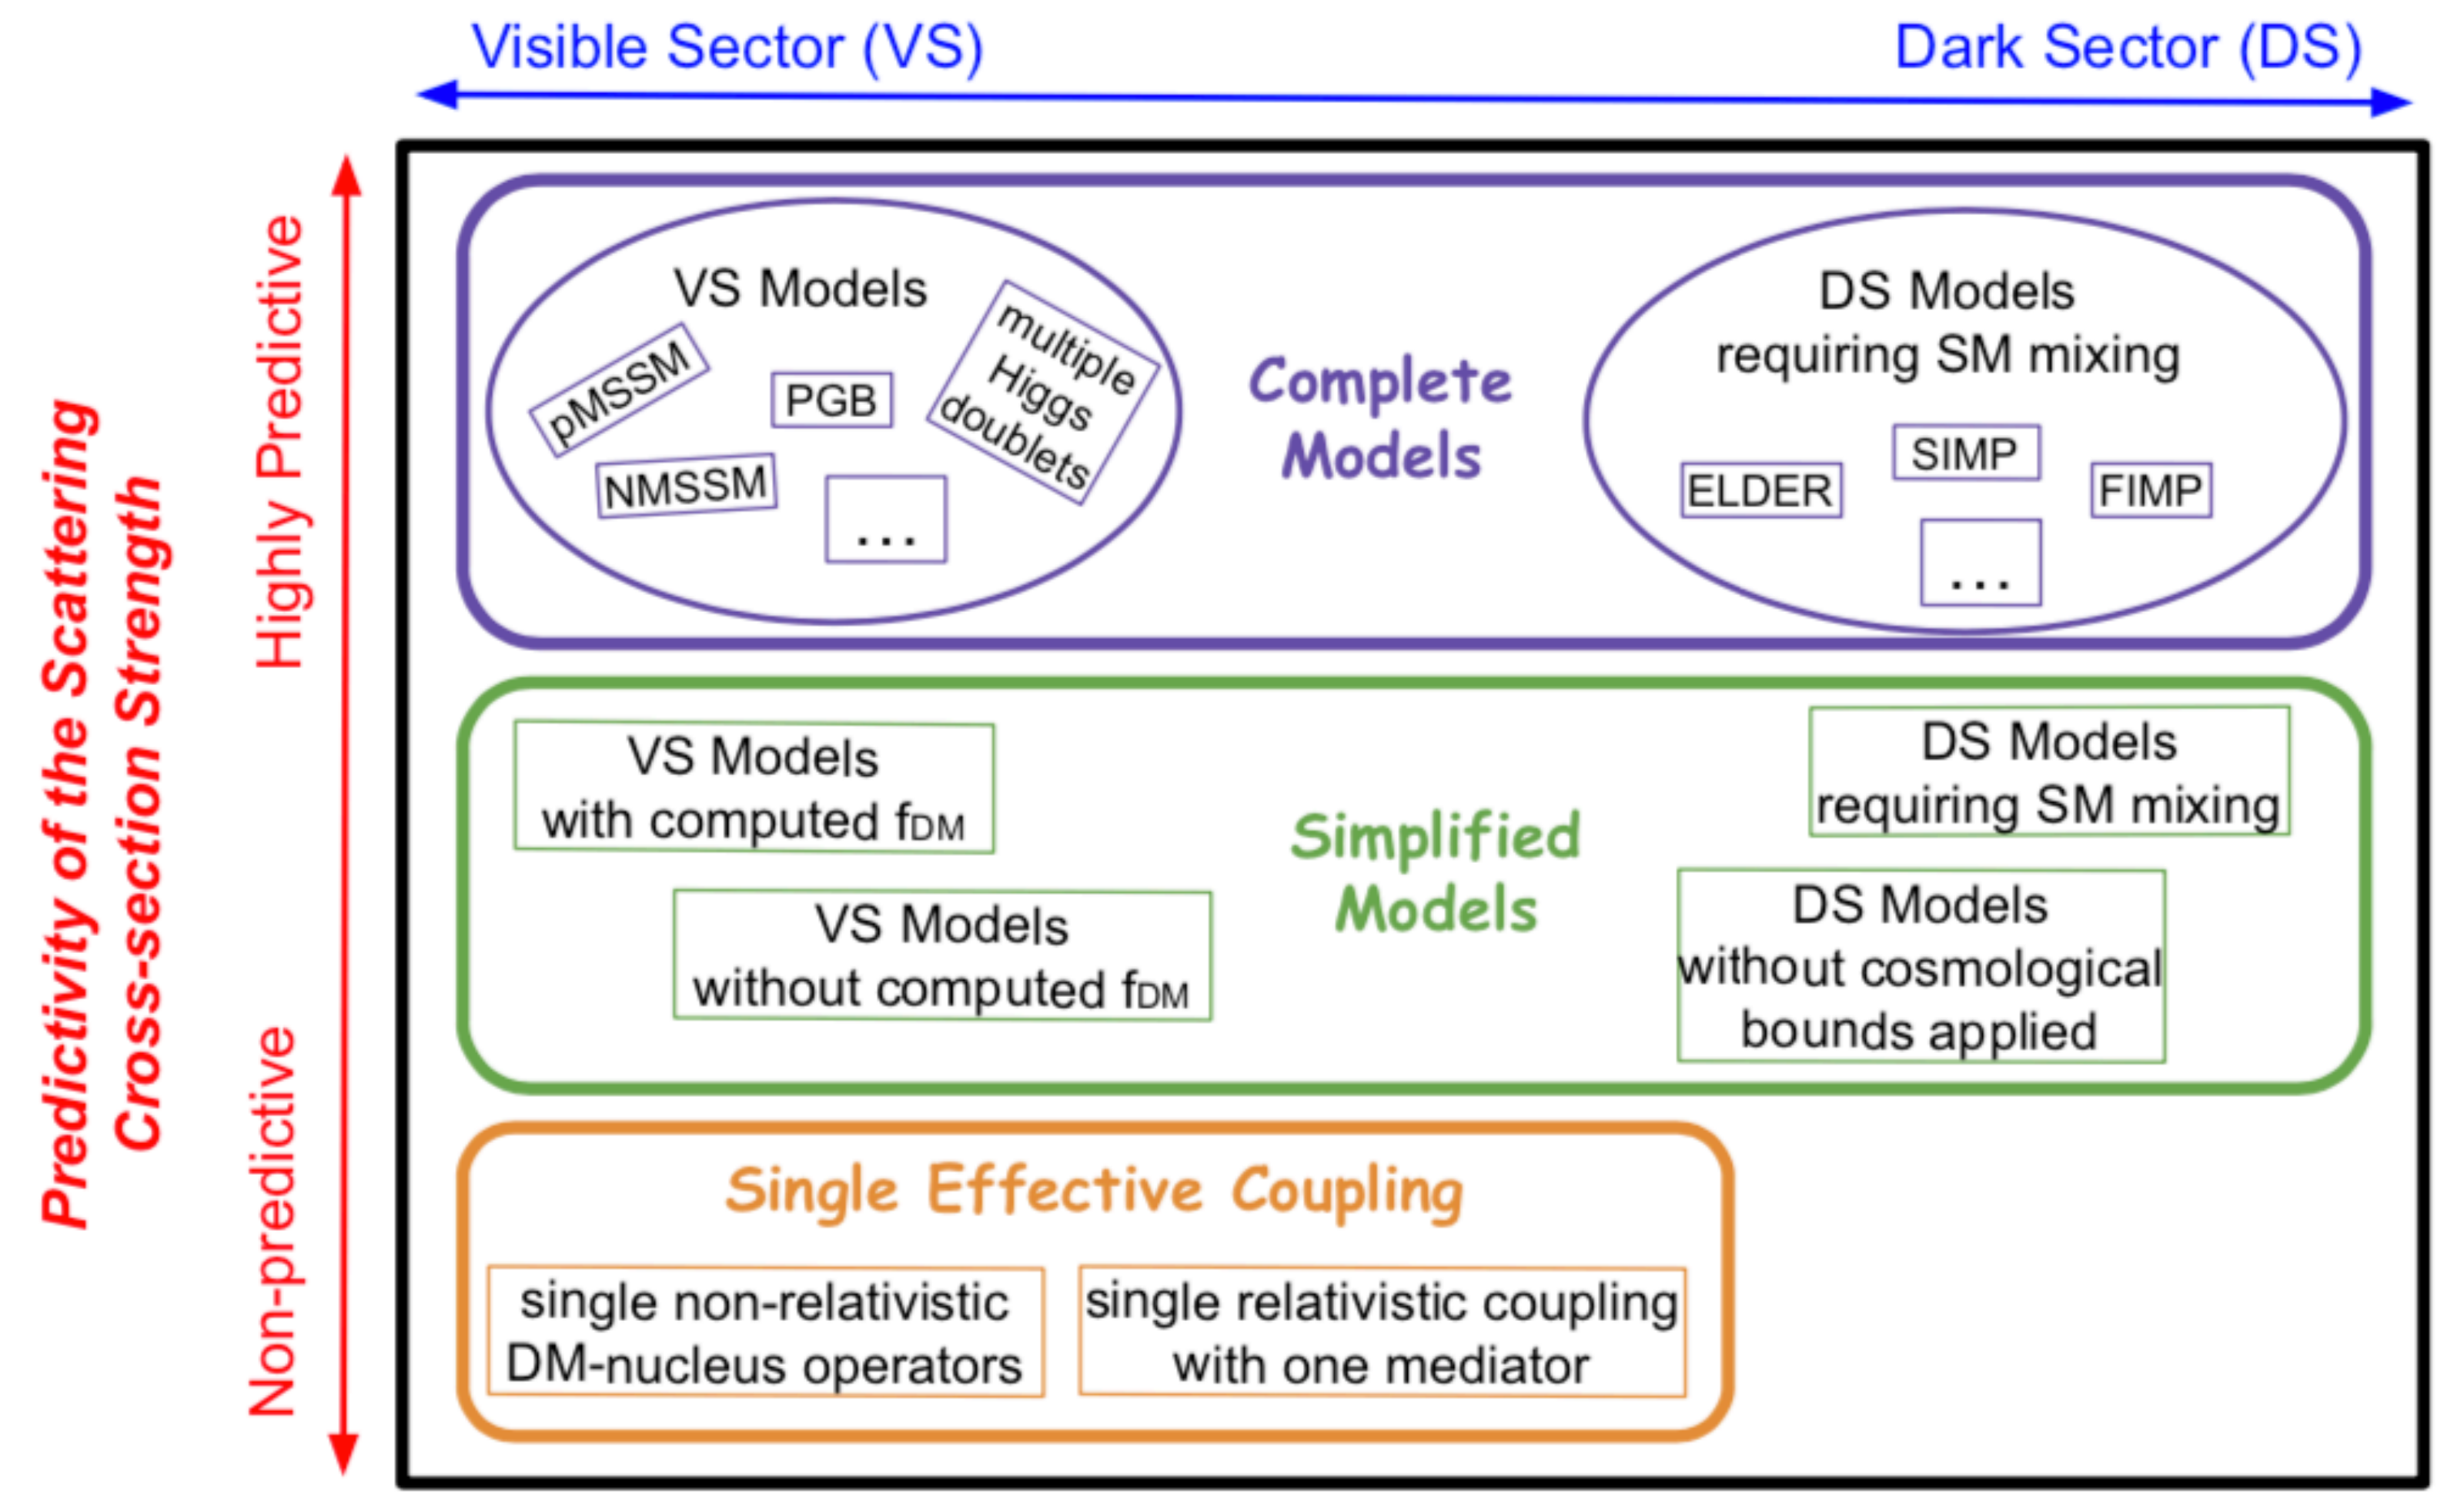 Visible Sector (VS)
Dark Sector (DS)
Predictivity of the Scattering
Cross-section Strength
Highly Predictive
Non-predictive
VS Models
pMSSM
PGB
multiple
Higgs
doublets
NMSSM
...
Complete
Models
DS Models
requiring SM mixing
SIMP
ELDER
FIMP
...
VS Models
with computed fDM
VS Models
without computed fDM
Simplified
Models
DS Models
requiring SM mixing
DS Models
without cosmological
bounds applied
Single Effective Coupling
single non-relativistic
DM-nucleus operators
single relativistic coupling
with one mediator